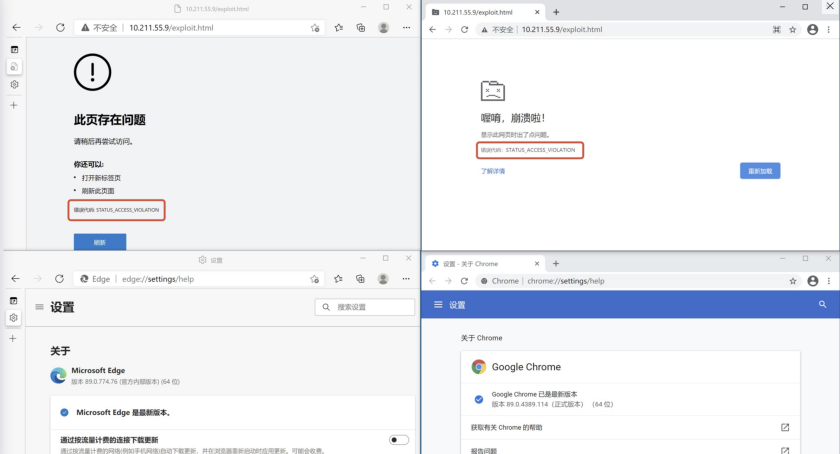 10.211.55.9/exploit.html
不安全 | 10.211.55.9/exploit.html
此页存在问题
请稍后再尝试访问。
你还可以:
• 打开新标签页
• 刷新此页面
错误代码: STATUS_ACCESS_VIOLATION
刷新
10.211.55.9/exploit.html
不安全 | 10.211.55.9/exploit.html
喔唷，崩溃啦！
显示此网页时出了点问题。
错误代码：STATUS_ACCESS_VIOLATION
了解详情
重新加载
设置
Edge | edge://settings/help
设置
搜索设置
关于
Microsoft Edge
版本 89.0.774.76 (官方内部版本) (64 位)
Microsoft Edge 是最新版本。
通过按流量计费的连接下载更新
通过按流量计费的网络(例如手机网络)自动下载更新，并在浏览器重新启动时应用更新。可能会收费。
设置 - 关于 Chrome
Chrome | chrome://settings/help
设置
关于 Chrome
Google Chrome
Google Chrome 已是最新版本
版本 89.0.4389.114（正式版本） （64 位）
获取有关 Chrome 的帮助
报告问题